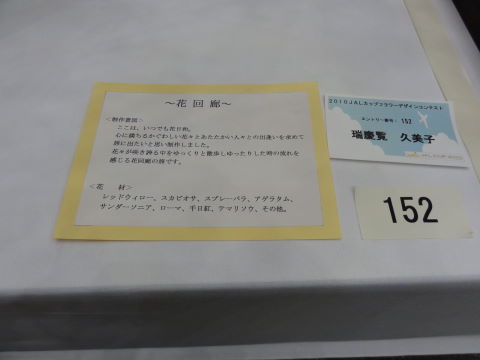 ～花回廊～
＜制作意図＞
ここは、いつでも花日和。
心に満ちるかぐわしい花々とあたたかい人々との出逢いを求めて
旅に出たいと思い制作しました。
花々が咲き誇る中をゆっくりと散歩しゆったりした時の流れを
感じる花回廊の旅です。
＜花　材＞
レッドウィロー、スカビオサ、スプレーバラ、アゲラタム、
サンダーソニア、ローマ、千日紅、テマリソウ、その他。
2010JALカップフラワーデザインコンテスト
エントリー番号： 152
瑞慶覧　久美子
152